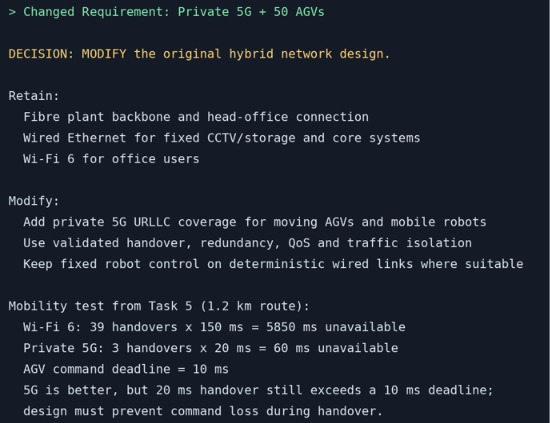 > Changed Requirement: Private 5G + 50 AGVs
DECISION: MODIFY the original hybrid network design.
Retain:
Fibre plant backbone and head-office connection
Wired Ethernet for fixed CCTV/storage and core systems
Wi-Fi 6 for office users
Modify:
Add private 5G URLLC coverage for moving AGVs and mobile robots
Use validated handover, redundancy, QoS and traffic isolation
Keep fixed robot control on deterministic wired links where suitable
Mobility test from Task 5 (1.2 km route):
Wi-Fi 6: 39 handovers x 150 ms = 5850 ms unavailable
Private 5G: 3 handovers x 20 ms = 60 ms unavailable
AGV command deadline = 10 ms
5G is better, but 20 ms handover still exceeds a 10 ms deadline;
design must prevent command loss during handover.